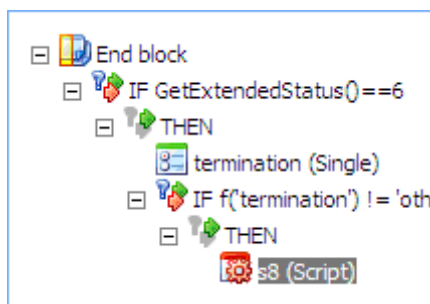 End block
IF GetExtendedStatus()==6
THEN
termination (Single)
IF f('termination') != 'oth
THEN
s8 (Script)